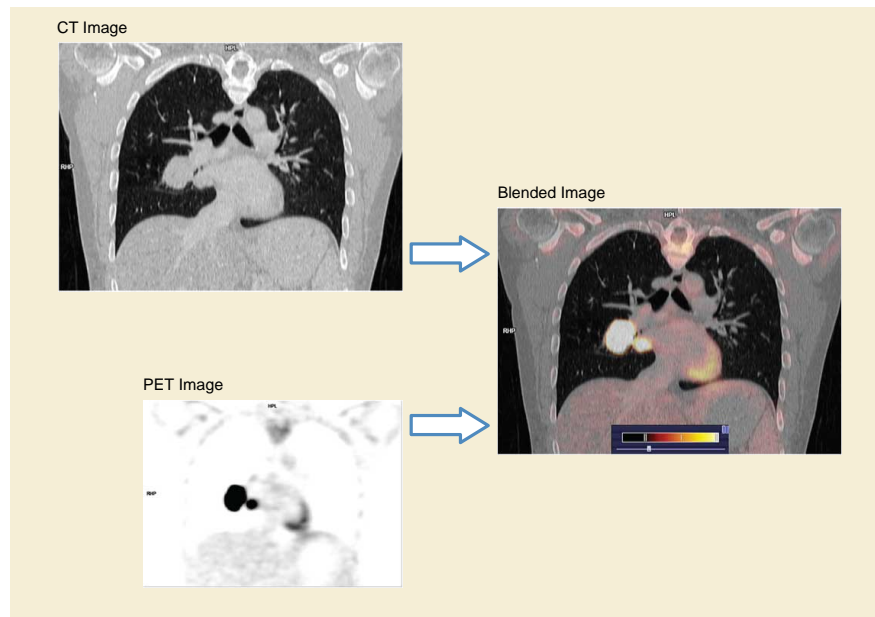 CT Image
HPL
RHP
Blended Image
HPL
RHP
PET Image
HPL
RHP